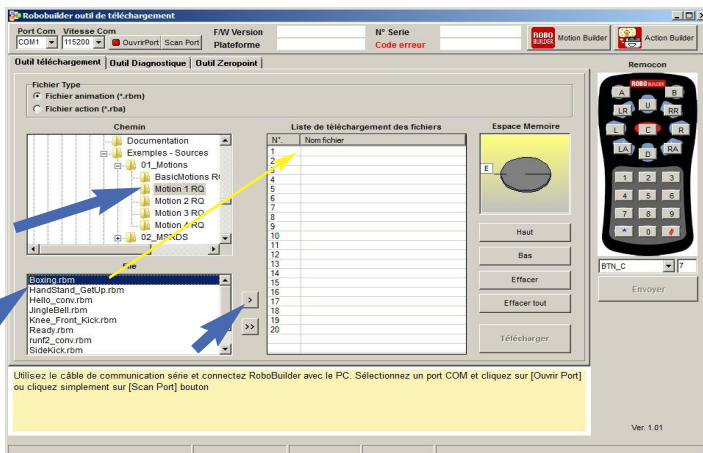 Robobuilder outil de téléchargement
Port Com Vitesse Com F/W Version N° Serie
COM1 115200 OuvrirPort Scan Port Plateforme Code erreur
ROBO BUILDER Motion Builder Action Builder
Outil téléchargement Outil Diagnostique Outil Zeropoint Remocon
Fichier Type
Fichier animation (*.rbm)
Fichier action (*.rba)
Chemin Liste de tèlèchargement des fichiers Espace Memoire
Documentation
Exemples - Sources
01_Motions
BasicMotions R
Motion 1 RQ
Motion 2 RQ
Motion 3 RQ
Motion 4 RQ
02_MSRDS
N°. Nom fichier
1
2
3
4
5
6
7
8
9
10
11
12
13
14
15
16
17
18
19
20
E
Haut
Bas
Effacer
Effacer tout
Télécharger
File
Boxing.rbm
HandStand_GetUp.rbm
Hello_conv.rbm
JingleBell.rbm
Knee_Front_Kick.rbm
Ready.rbm
runf2_conv.rbm
SideKick.rbm
>
>>
ROBO BUILDER
A B
LR U RR
L C R
LA D RA
1 2 3
4 5 6
7 8 9
* 0 #
BTN_C 7
Envoyer
Utilisez le câble de communication série et connectez RoboBuilder avec le PC. Sélectionnez un port COM et cliquez sur [Ouvrir Port]
ou cliquez simplement sur [Scan Port] bouton
Ver. 1.01